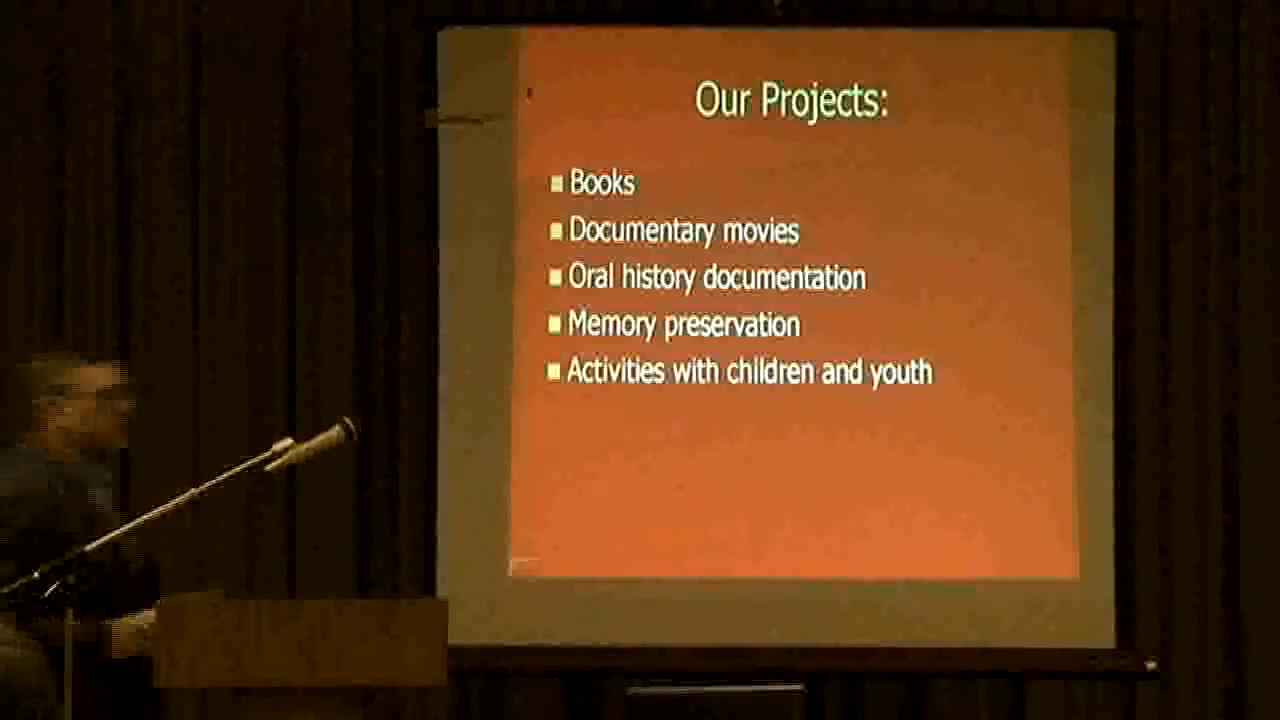 Our Projects:
Books
Documentary movies
Oral history documentation
Memory preservation
Activities with children and youth